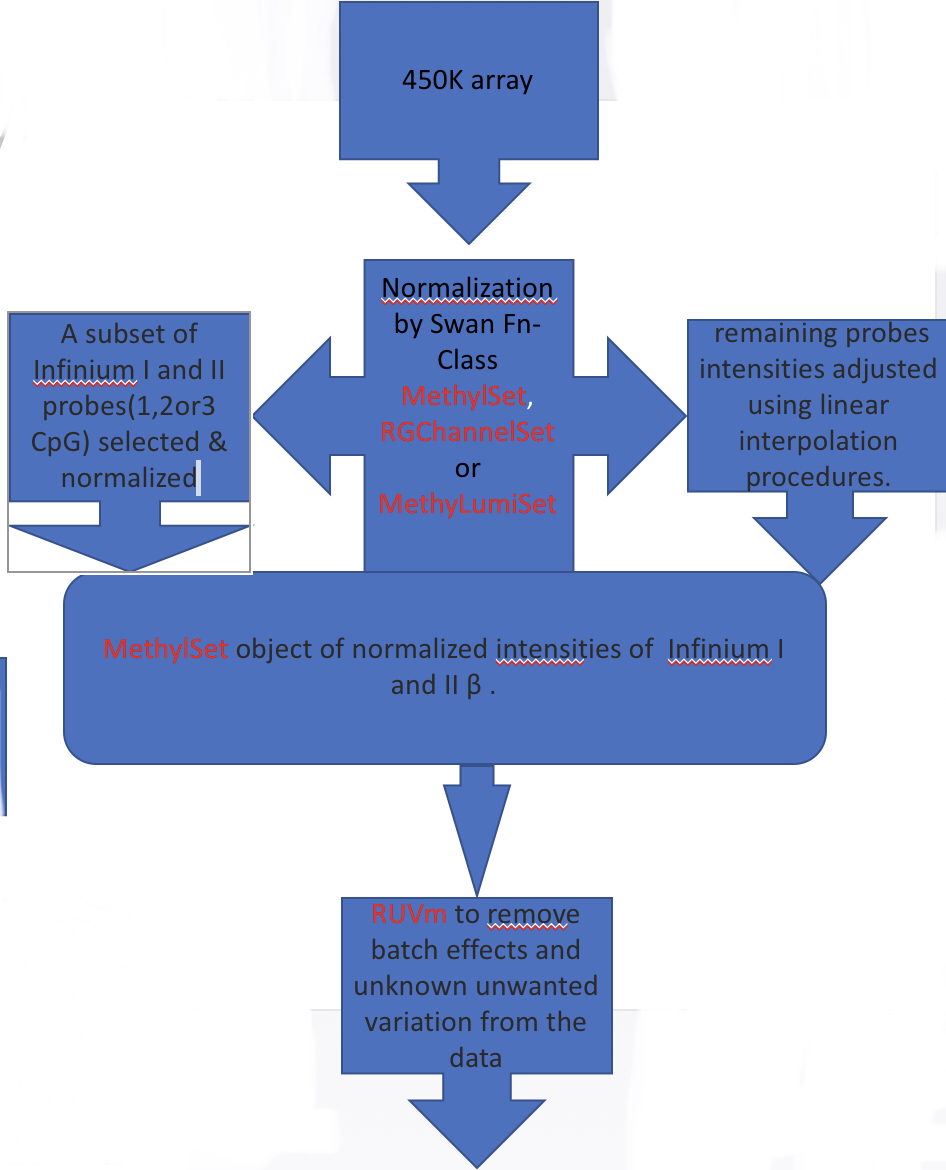 450K array
Normalization
by Swan Fn-
Class
MethylSet,
RGChannelSet
or
MethyLumiSet
A subset of
Infinium I and II
probes(1,2or3
CpG) selected &
normalized
remaining probes
intensities adjusted
using linear
interpolation
procedures.
MethylSet object of normalized intensities of  Infinium I
and II β .
RUVm to remove
batch effects and
unknown unwanted
variation from the
data